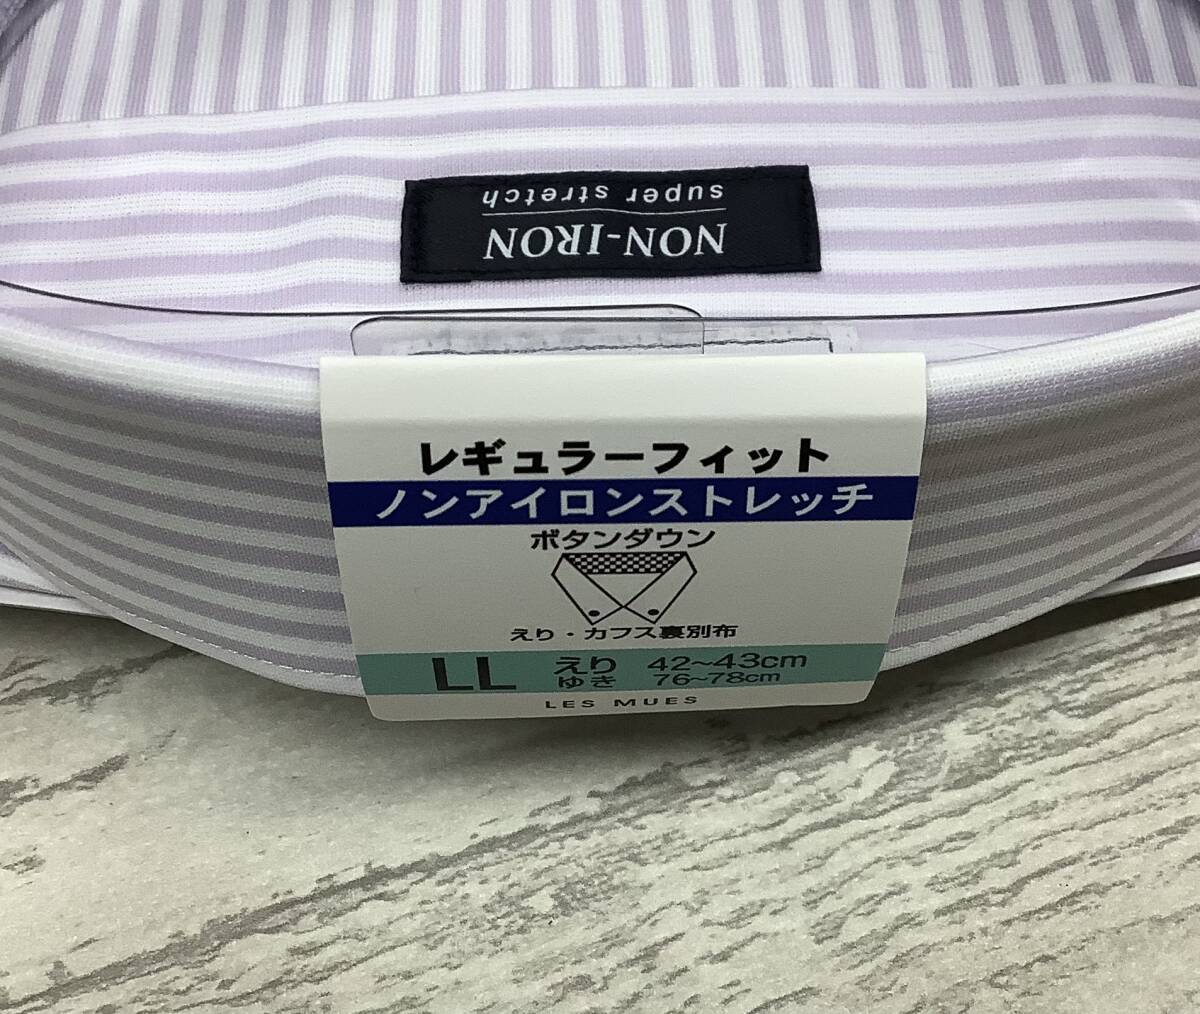 NON-IRON
super stretch
レギュラーフィット
ノンアイロンストレッチ
ボタンダウン
えり・カフス裏別布
LL えり 42~43cm
ゆき 76~78cm
LES MUES